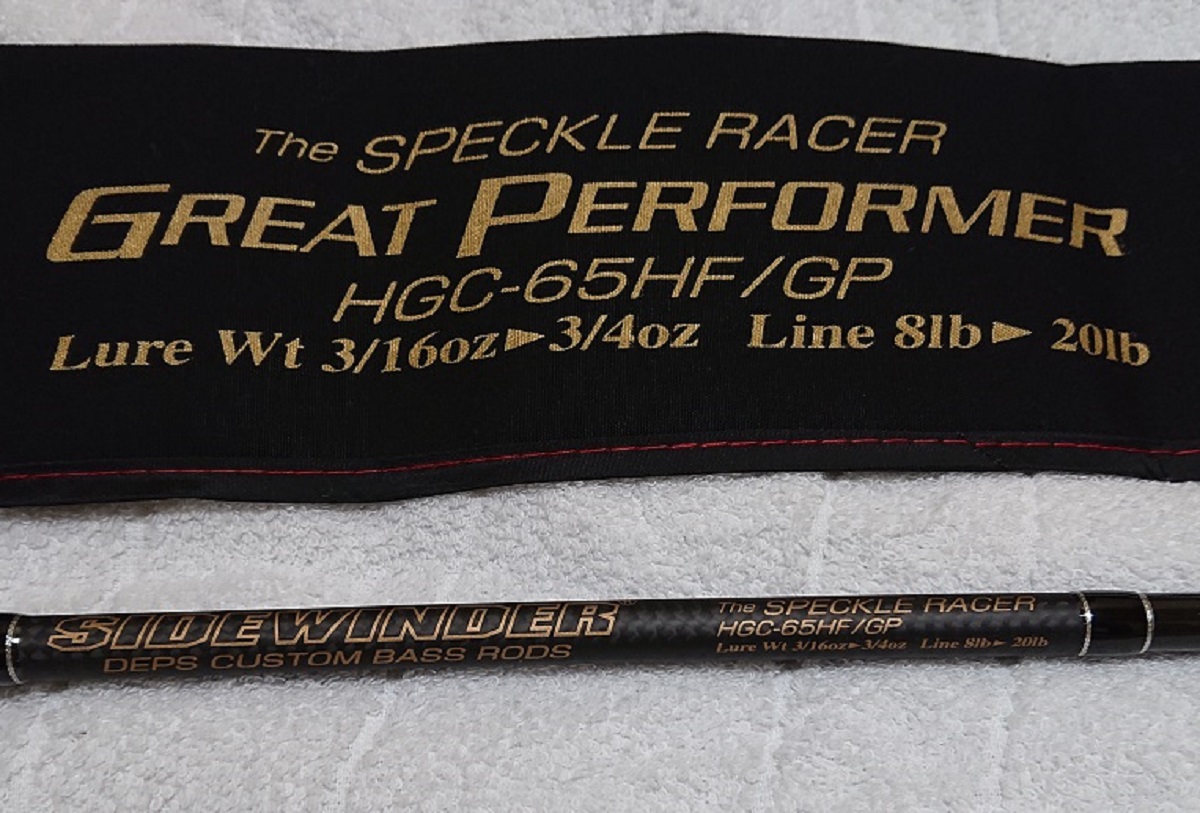 The SPECKLE RACER
GREAT PERFORMER
HGC-65HF/GP
Lure Wt 3/16oz▶3/4oz Line 8lb▶20lb
SIDEWINDER
DEPS CUSTOM BASS RODS
The SPECKLE RACER
HGC-65HF/GP
Lure Wt 3/16oz▶3/4oz Line 8lb▶20lb